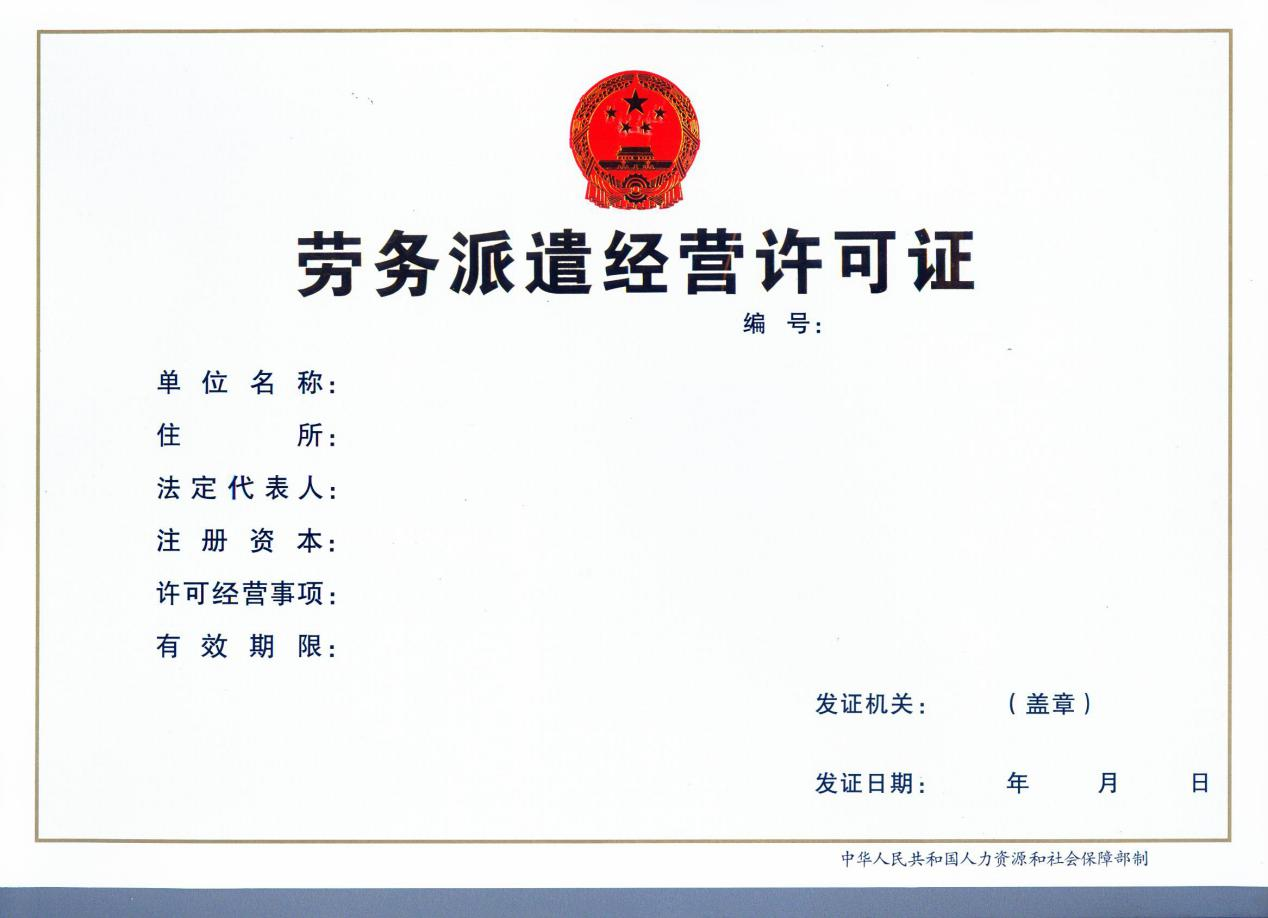 劳务派遣经营许可证
编 号：
单 位 名 称：
住 所：
法定代表人：
注 册 资 本：
许可经营事项：
有 效 期 限：
发证机关： （盖章）
发证日期： 年 月 日
中华人民共和国人力资源和社会保障部制